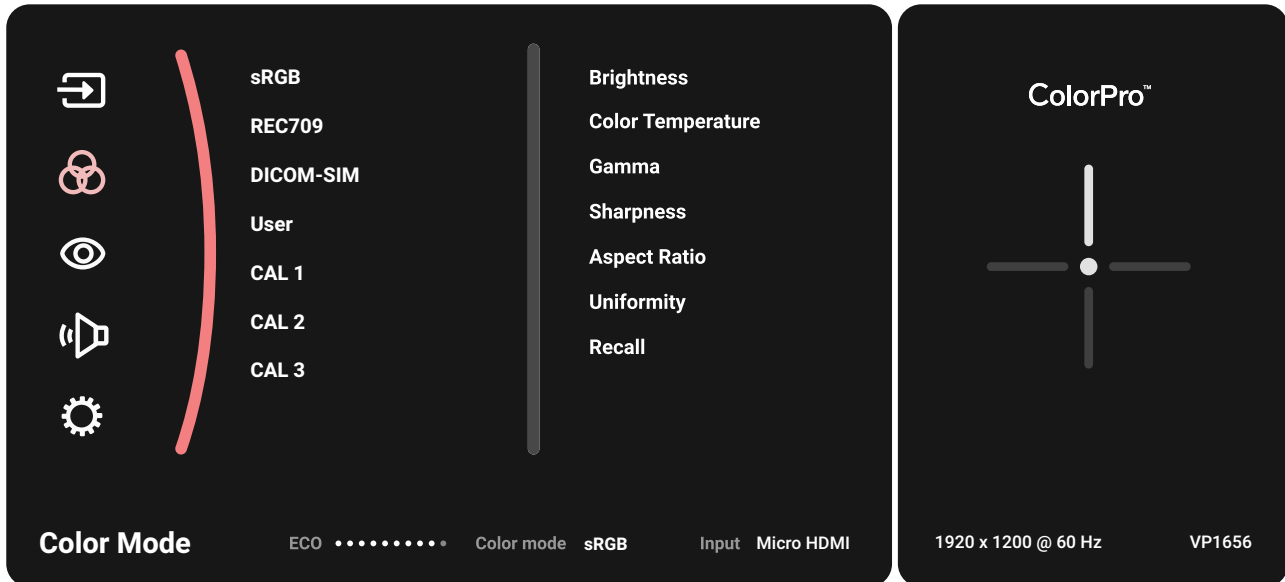 sRGB
REC709
DICOM-SIM
User
CAL 1
CAL 2
CAL 3
Brightness
Color Temperature
Gamma
Sharpness
Aspect Ratio
Uniformity
Recall
Color Mode
ECO
Color mode sRGB
Input Micro HDMI
ColorPro™
1920 x 1200 @ 60 Hz
VP1656